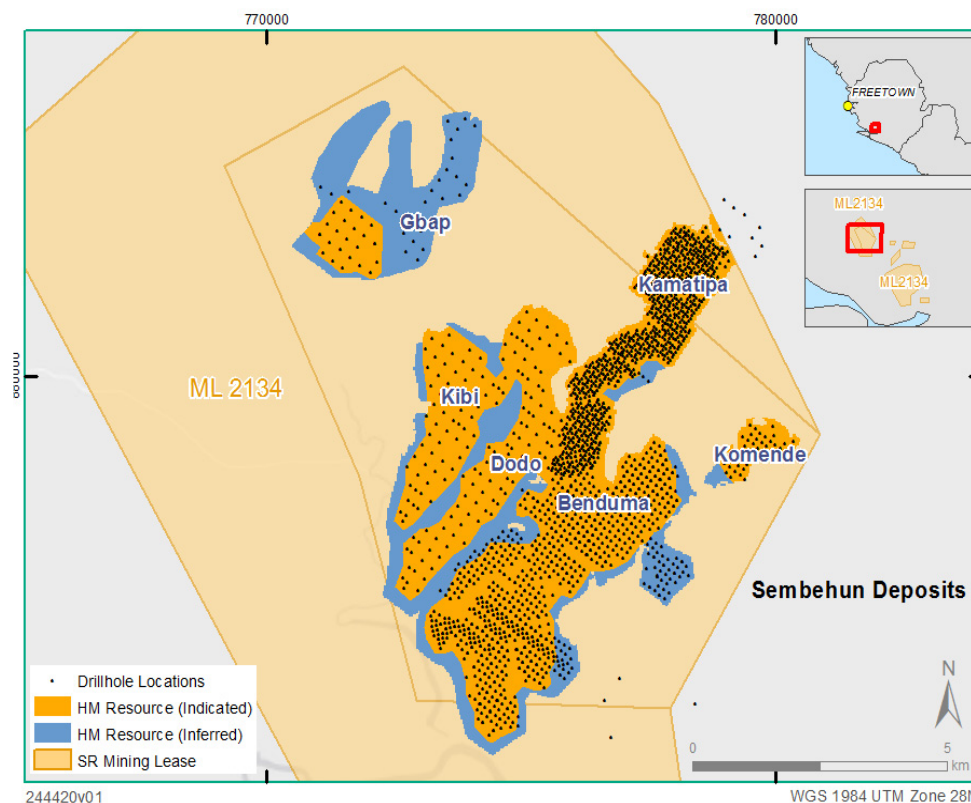 770000
780000
FREETOWN
ML2134
ML2134
Gbap
Kamatipa
880000
ML 2134
Kibi
Dodo
Komende
Benduma
Sembehun Deposits
Drillhole Locations
HM Resource (Indicated)
HM Resource (Inferred)
SR Mining Lease
N
0
5
km
244420v01
WGS 1984 UTM Zone 28N